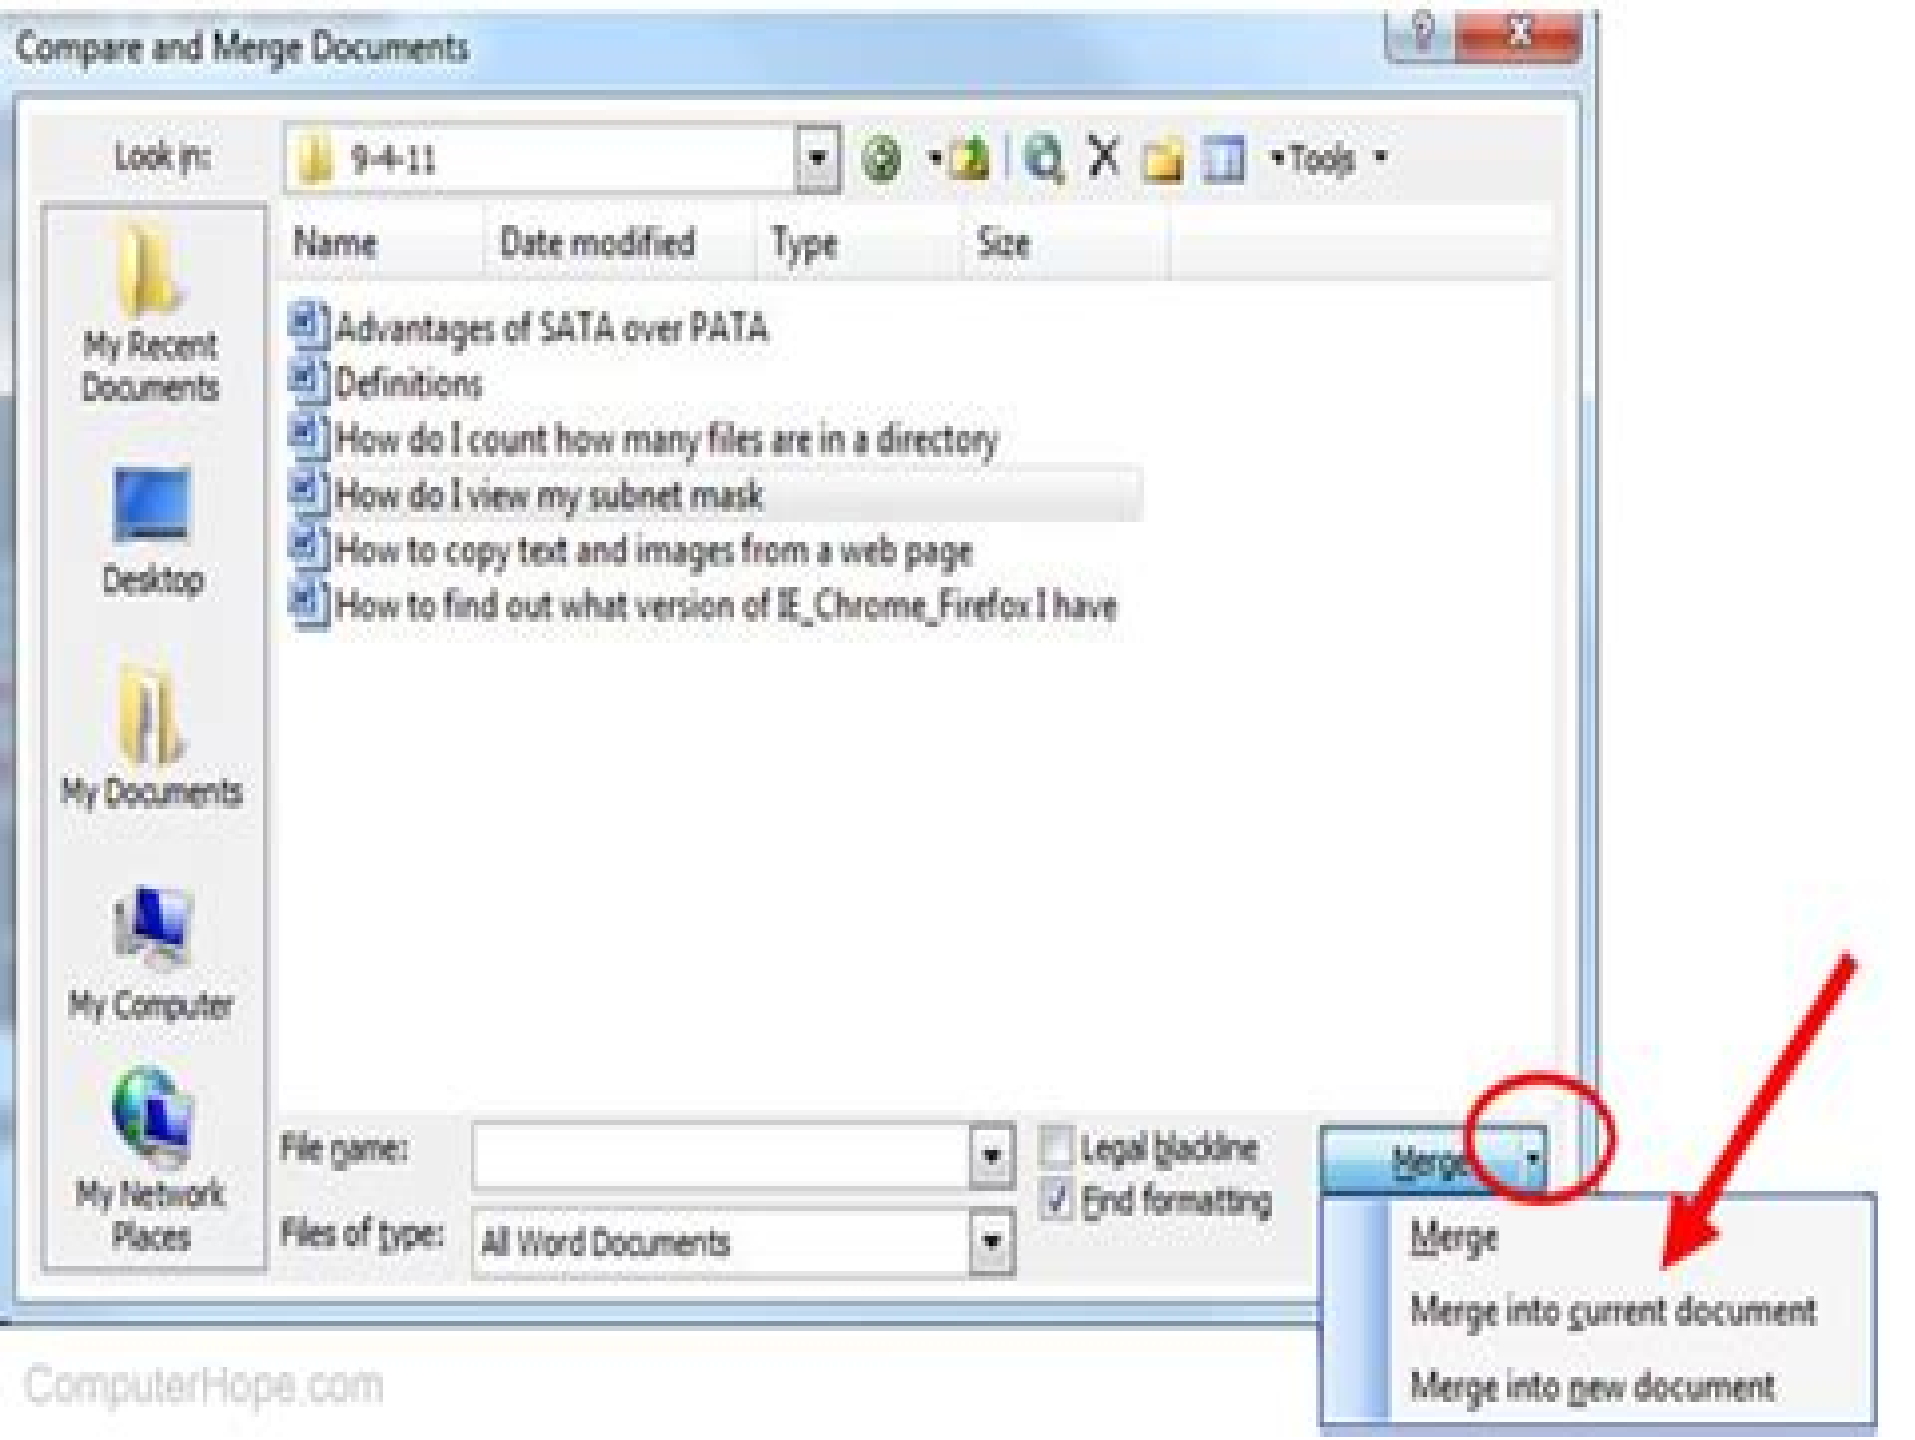 Compare and Merge Documents
Look in:
9-4-11
Tools
Name Date modified Type Size
My Recent
Documents
Desktop
My Documents
My Computer
My Network
Places
Advantages of SATA over PATA
Definitions
How do I count how many files are in a directory
How do I view my subnet mask
How to copy text and images from a web page
How to find out what version of IE_Chrome_Firefox I have
File name:
Files of type:
All Word Documents
Legal blackline
Find formatting
Merge
Merge
Merge into current document
Merge into new document
ComputerHope.com